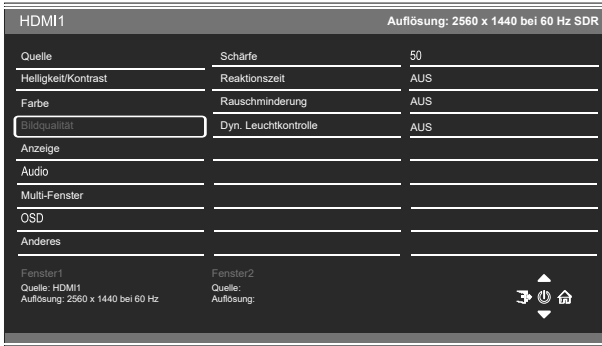 HDMI1 Auflösung: 2560 x 1440 bei 60 Hz SDR
Quelle Schärfe 50
Helligkeit/Kontrast Reaktionszeit AUS
Farbe Rauschminderung AUS
Bildqualität Dyn. Leuchtkontrolle AUS
Anzeige
Audio
Multi-Fenster
OSD
Anderes
Fenster1 Fenster2
Quelle: HDMI1 Quelle:
Auflösung: 2560 x 1440 bei 60 Hz Auflösung: